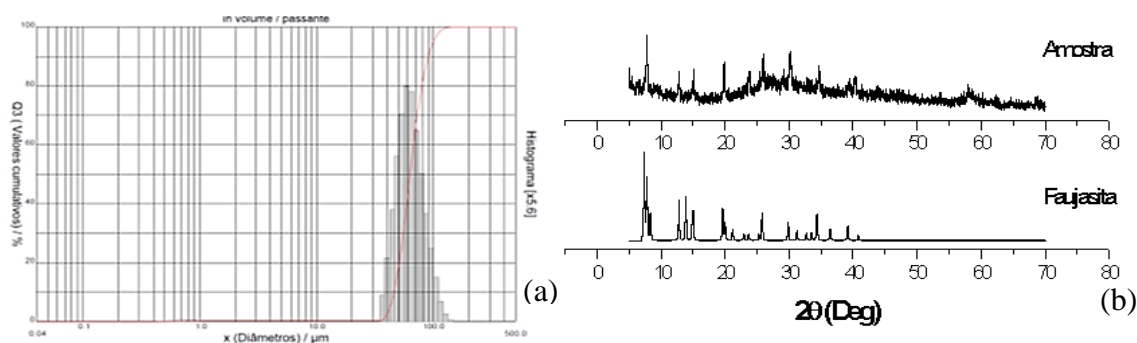 in volume / passante
100
80
60
40
20
0
Q3 (Valores cumulativos) / %
Histograma [x5.6]
0.04
0.1
1.0
10.0
100.0
500.0
x (Diâmetros) / µm
(a)
Amostra
0 10 20 30 40 50 60 70 80
Faujasita
0 10 20 30 40 50 60 70 80
2θ (Deg)
(b)